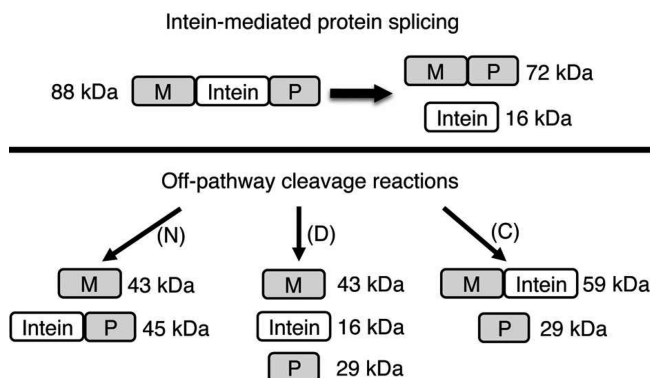 Intein-mediated protein splicing
88 kDa M Intein P
M P 72 kDa
Intein 16 kDa
Off-pathway cleavage reactions
(N) (D) (C)
M 43 kDa M 43 kDa M Intein 59 kDa
Intein P 45 kDa Intein 16 kDa P 29 kDa
P 29 kDa